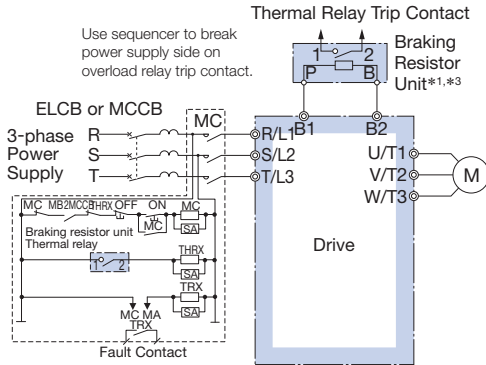 Thermal Relay Trip Contact
Use sequencer to break
power supply side on
overload relay trip contact.
1 2
P B
Braking
Resistor
Unit*1,*3
ELCB or MCCB
MC
B1 B2
3-phase
Power
Supply
R
S
T
R/L1
S/L2
T/L3
U/T1
V/T2
W/T3
M
Drive
MC MB2MCCBTHRX OFF ON MC
MC
SA
Braking resistor unit
Thermal relay
1 2
THRX
SA
TRX
SA
MC MA
TRX
Fault Contact